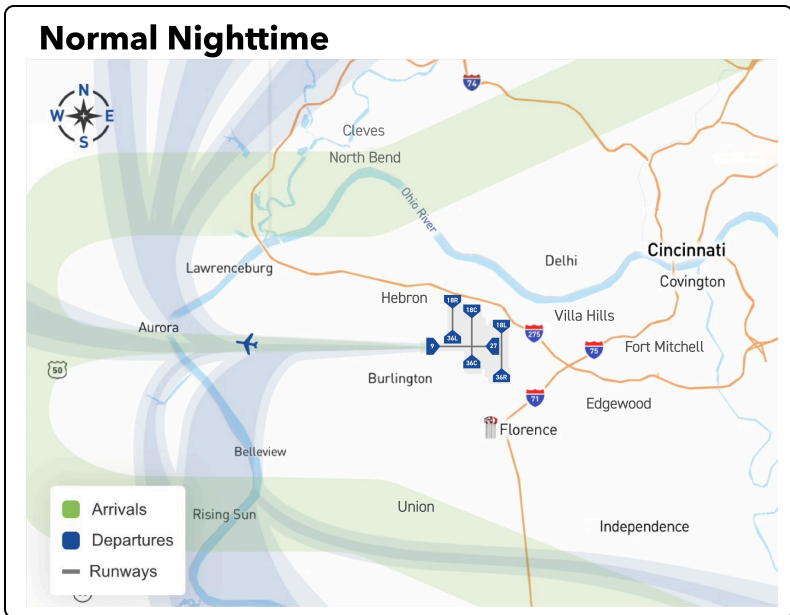 Normal Nighttime
N
W E
S
74
Cleves
North Bend
Ohio River
Cincinnati
Delhi
Lawrenceburg
Covington
Hebron
18R
18C
Villa Hills
Aurora
18L
275
36L
9
27
75
Fort Mitchell
50
36C
Burlington
36R
71
Edgewood
Florence
Belleview
Arrivals
Union
Rising Sun
Departures
Independence
Runways